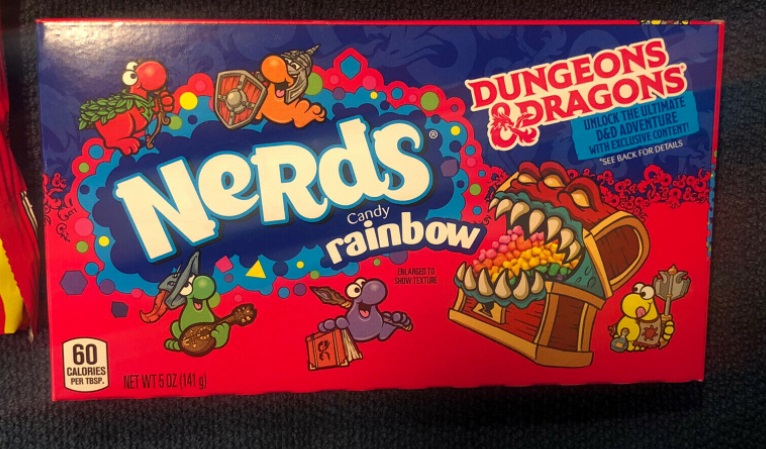 DUNGEONS
& DRAGONS
UNLOCK THE ULTIMATE
D&D ADVENTURE
WITH EXCLUSIVE CONTENT!
*SEE BACK FOR DETAILS
NeRdS®
Candy
rainbow
ENLARGED TO
SHOW TEXTURE
60
CALORIES
PER TBSP.
NET WT 5 OZ (141 g)